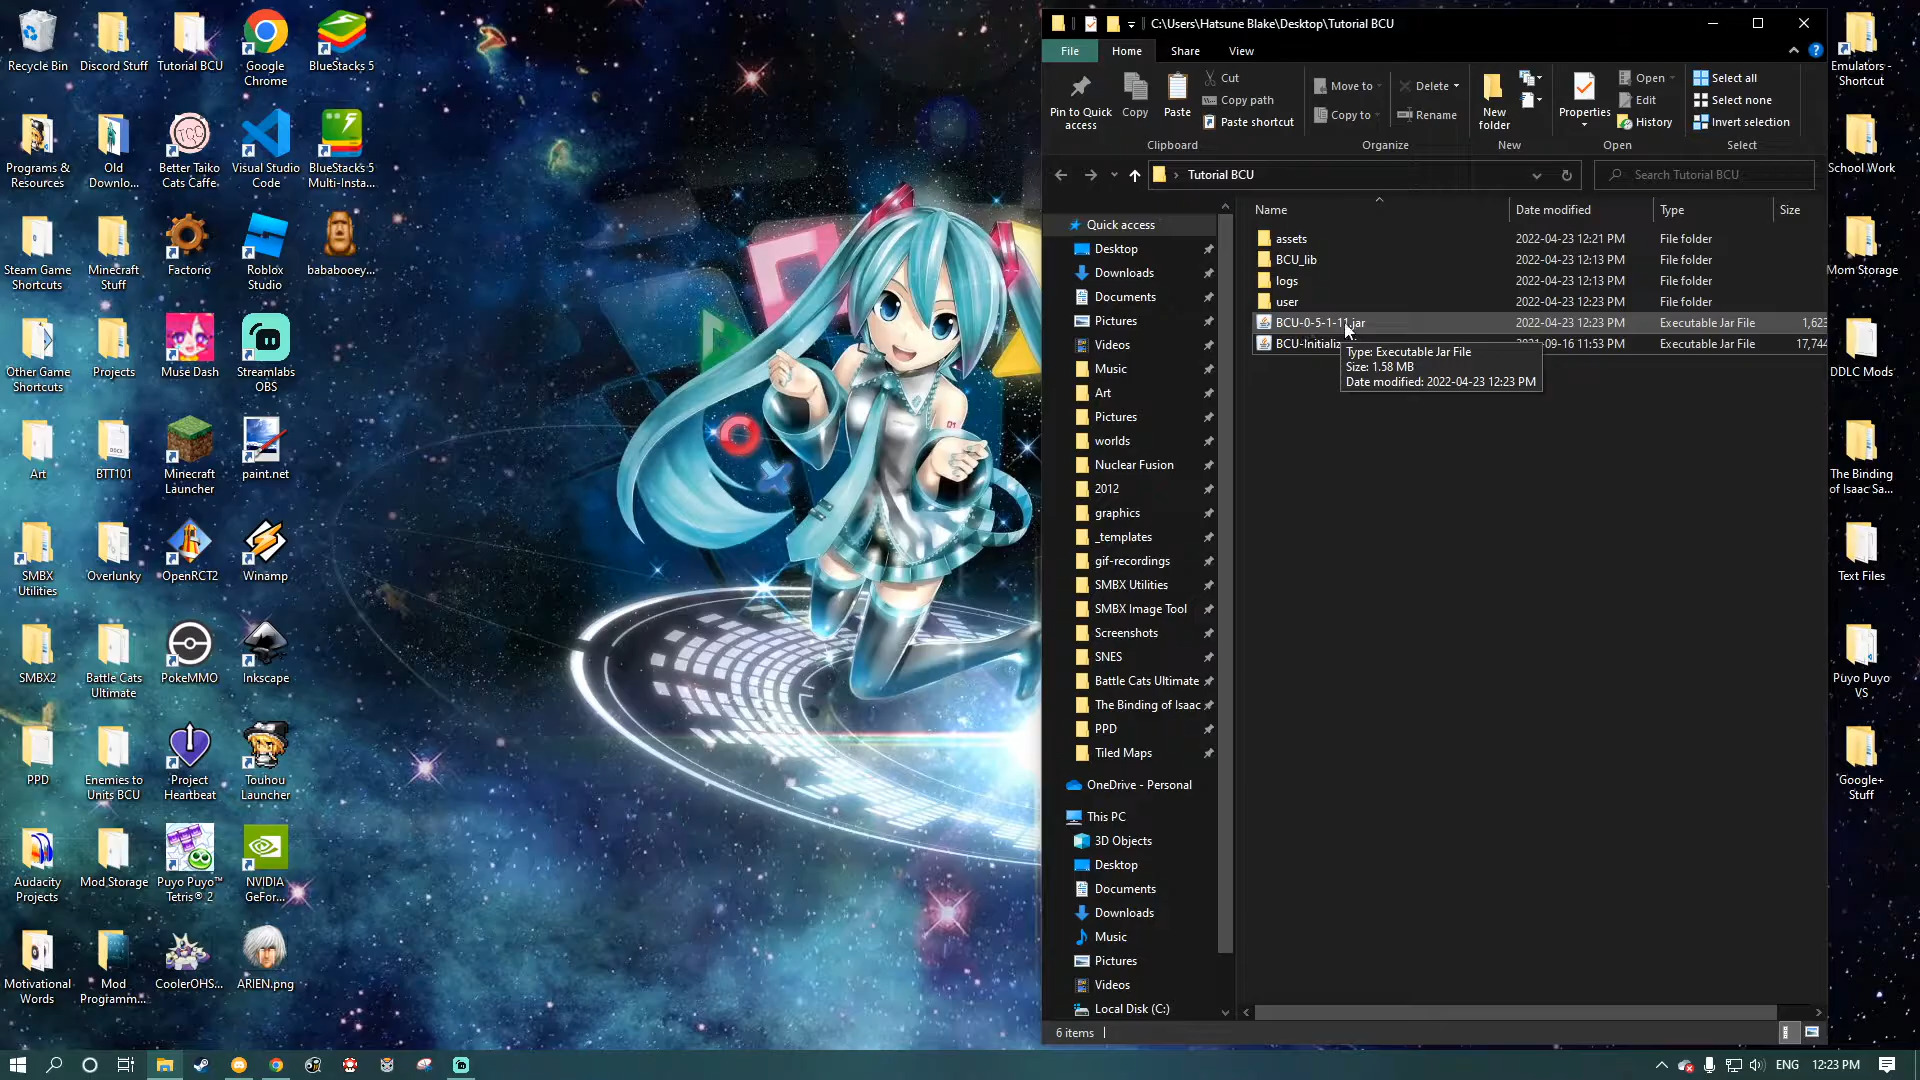 Recycle Bin
Discord Stuff
Tutorial BCU
Google
Chrome
BlueStacks 5
Programs &
Resources
Old
Downlo...
Better Taiko
Cats Caffe
Visual Studio
Code
BlueStacks 5
Multi-Insta...
Steam Game
Shortcuts
Minecraft
Stuff
Factorio
Roblox
Studio
bababooey...
Other Game
Shortcuts
Projects
Muse Dash
Streamlabs
OBS
Art
BTT101
Minecraft
Launcher
paint.net
SMBX
Utilities
Overlunky
OpenRCT2
Winamp
SMBX2
Battle Cats
Ultimate
PokeMMO
Inkscape
PPD
Enemies to
Units BCU
Project
Heartbeat
Touhou
Launcher
Audacity
Projects
Mod Storage
Puyo Puyo™
Tetris® 2
NVIDIA
GeFor...
Motivational
Words
Mod
Programm...
CoolerOHS...
ARIEN.png
01
C:\Users\Hatsune Blake\Desktop\Tutorial BCU
File
Home
Share
View
Pin to Quick
access
Copy
Paste
Cut
Copy path
Paste shortcut
Clipboard
Move to
Copy to
Delete
Rename
Organize
New
folder
New
Properties
Open
Edit
History
Open
Select all
Select none
Invert selection
Select
Tutorial BCU
Search Tutorial BCU
Quick access
Desktop
Downloads
Documents
Pictures
Videos
Music
Art
Pictures
worlds
Nuclear Fusion
2012
graphics
_templates
gif-recordings
SMBX Utilities
SMBX Image Tool
Screenshots
SNES
Battle Cats Ultimate
The Binding of Isaac
PPD
Tiled Maps
OneDrive - Personal
This PC
3D Objects
Desktop
Documents
Downloads
Music
Pictures
Videos
Local Disk (C:)
Name Date modified Type Size
assets 2022-04-23 12:21 PM File folder
BCU_lib 2022-04-23 12:13 PM File folder
logs 2022-04-23 12:13 PM File folder
user 2022-04-23 12:23 PM File folder
BCU-0-5-1-11.jar 2022-04-23 12:23 PM Executable Jar File 1,623
BCU-Initializ 2021-09-16 11:53 PM Executable Jar File 17,744
Type: Executable Jar File
Size: 1.58 MB
Date modified: 2022-04-23 12:23 PM
6 items
Emulators -
Shortcut
School Work
Mom Storage
DDLC Mods
The Binding
of Isaac Sa...
Text Files
Puyo Puyo
VS
Google+
Stuff
ENG
12:23 PM